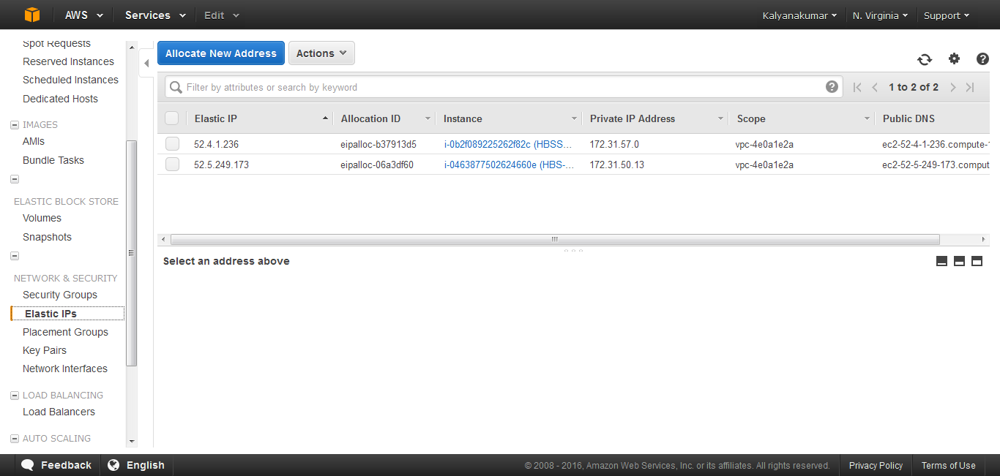 AWS Services Edit Kalyanakumar N. Virginia Support
Spot Requests
Reserved Instances
Scheduled Instances
Dedicated Hosts
IMAGES
AMIs
Bundle Tasks
ELASTIC BLOCK STORE
Volumes
Snapshots
NETWORK & SECURITY
Security Groups
Elastic IPs
Placement Groups
Key Pairs
Network Interfaces
LOAD BALANCING
Load Balancers
AUTO SCALING
Allocate New Address Actions
Filter by attributes or search by keyword 1 to 2 of 2
Elastic IP Allocation ID Instance Private IP Address Scope Public DNS
52.4.1.236 eipalloc-b37913d5 i-0b2f089225262f82c (HBSS... 172.31.57.0 vpc-4e0a1e2a ec2-52-4-1-236.compute-1
52.5.249.173 eipalloc-06a3df60 i-0463877502624660e (HBS-... 172.31.50.13 vpc-4e0a1e2a ec2-52-5-249-173.comput
Select an address above
Feedback English © 2008 - 2016, Amazon Web Services, Inc. or its affiliates. All rights reserved. Privacy Policy Terms of Use